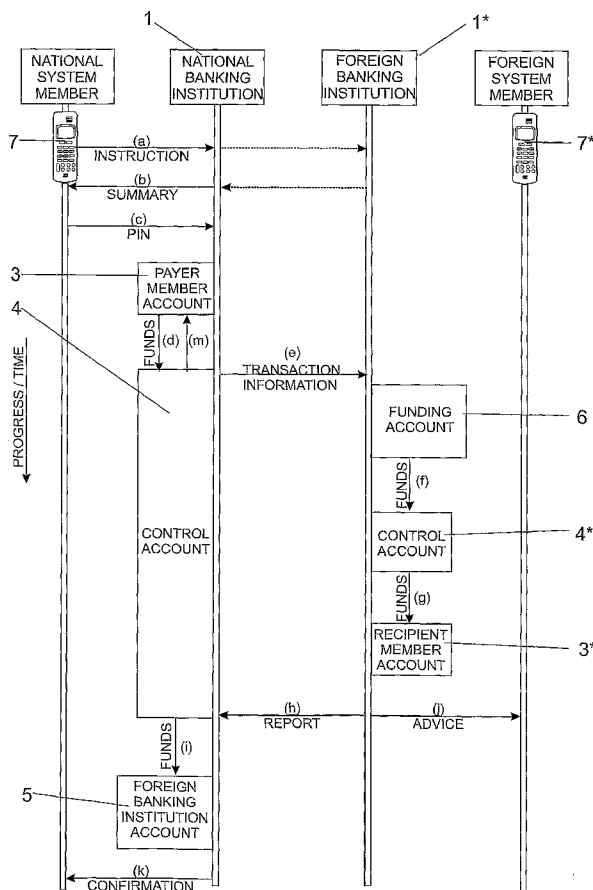 1
1*
NATIONAL
SYSTEM
MEMBER
NATIONAL
BANKING
INSTITUTION
FOREIGN
BANKING
INSTITUTION
FOREIGN
SYSTEM
MEMBER
7
7*
(a)
INSTRUCTION
(b)
SUMMARY
(c)
PIN
3
PAYER
MEMBER
ACCOUNT
4
FUNDS
(d)
(m)
(e)
TRANSACTION
INFORMATION
PROGRESS / TIME
FUNDING
ACCOUNT
6
FUNDS
(f)
CONTROL
ACCOUNT
CONTROL
ACCOUNT
4*
FUNDS
(g)
RECIPIENT
MEMBER
ACCOUNT
3*
(h)
REPORT
(j)
ADVICE
FUNDS
(i)
5
FOREIGN
BANKING
INSTITUTION
ACCOUNT
(k)
CONFIRMATION